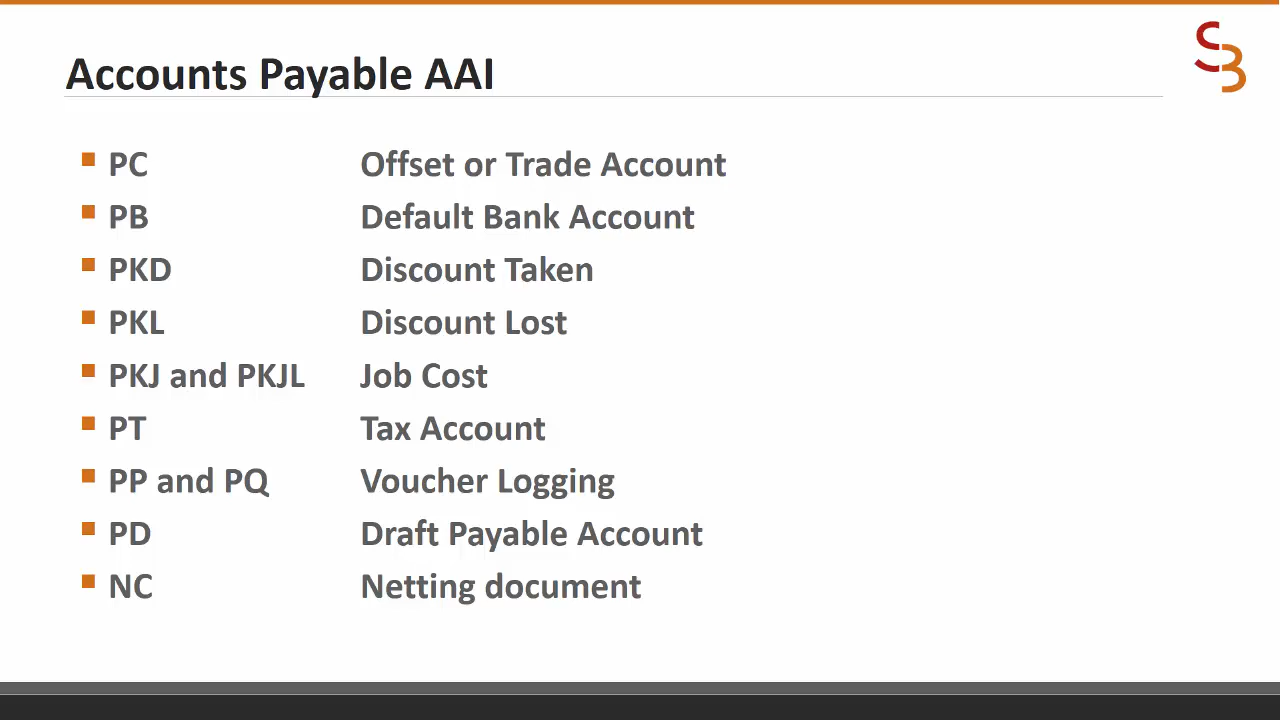 Accounts Payable AAI
SB
PC Offset or Trade Account
PB Default Bank Account
PKD Discount Taken
PKL Discount Lost
PKJ and PKJL Job Cost
PT Tax Account
PP and PQ Voucher Logging
PD Draft Payable Account
NC Netting document